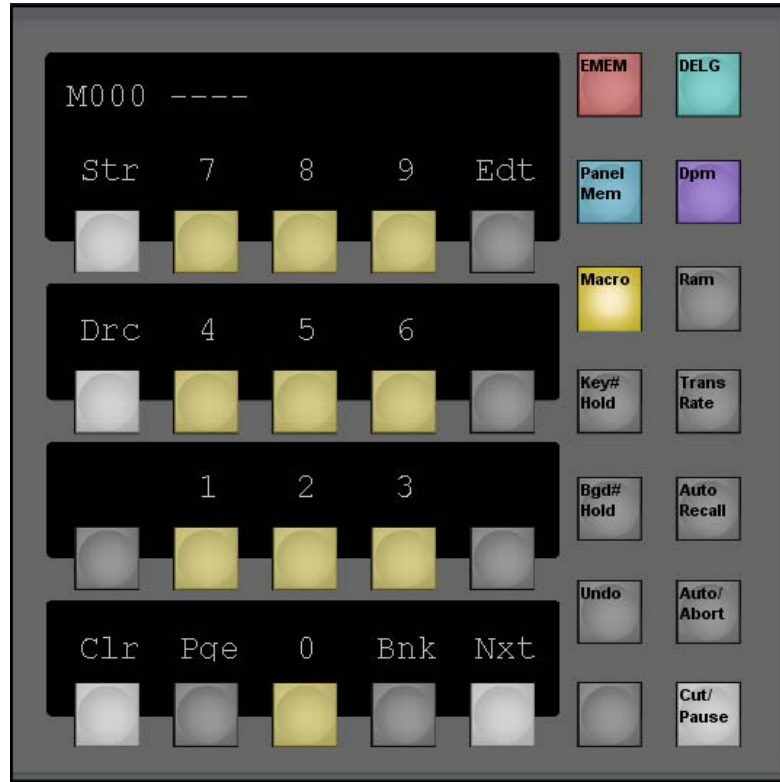 M000 ----
Str 7 8 9 Edt
Drc 4 5 6
1 2 3
Clr Pge 0 Bnk Nxt
EMEM DELG
Panel Mem Dpm
Macro Ram
Key# Hold Trans Rate
Bgd# Hold Auto Recall
Undo Auto/ Abort
Cut/ Pause